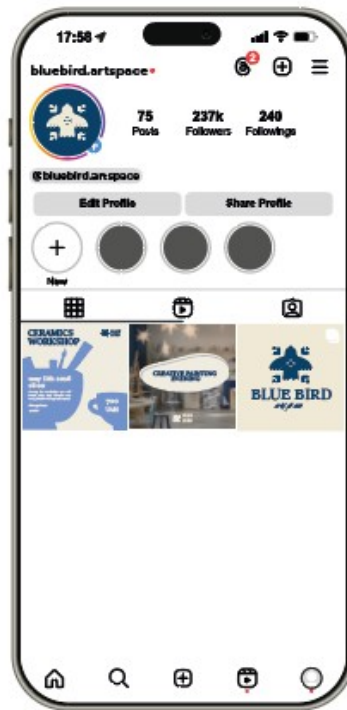 17:58
bluebird.artspace
2
75 237k 240
Posts Followers Followings
@bluebird.artspace
Edit Profile Share Profile
New
CERAMICS
WORKSHOP
CREATIVE PAINTING
BLUE BIRD